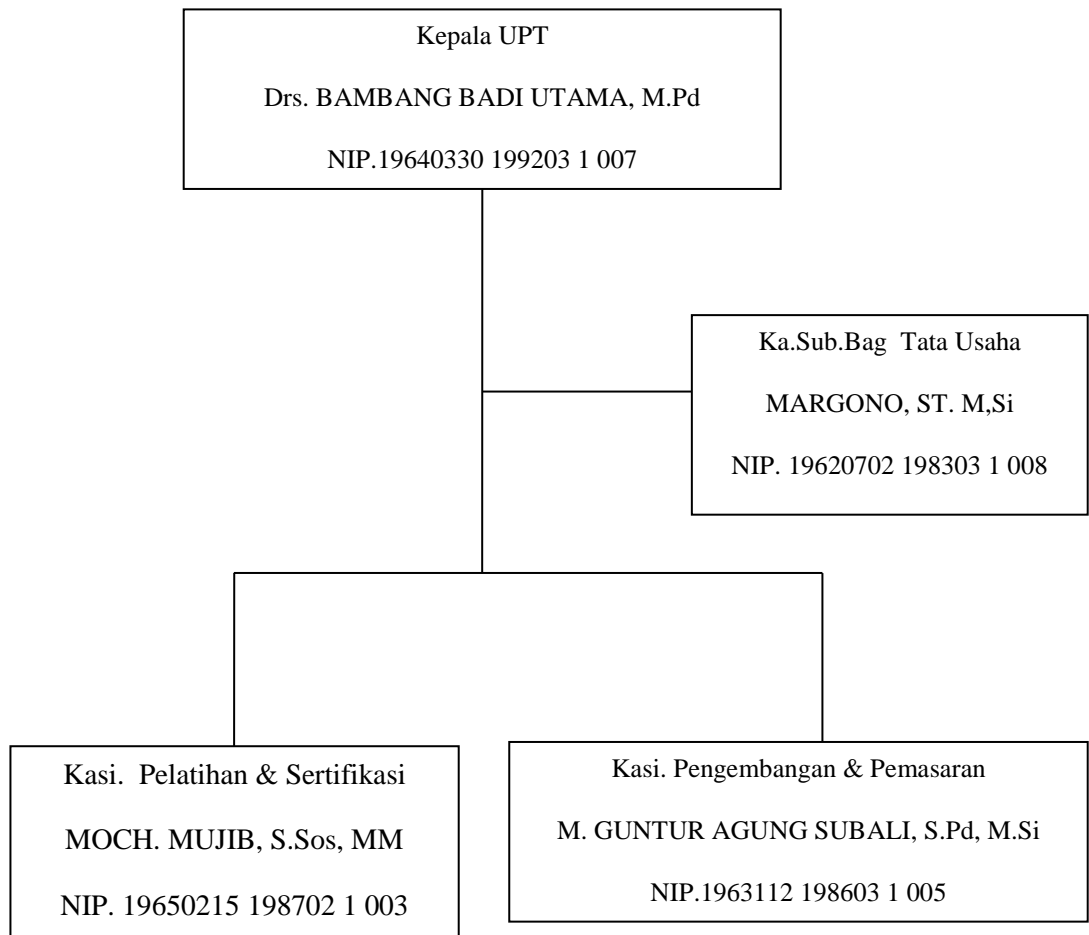 Kepala UPT
Drs. BAMBANG BADI UTAMA, M.Pd
NIP.19640330 199203 1 007
Ka.Sub.Bag  Tata Usaha
MARGONO, ST. M,Si
NIP. 19620702 198303 1 008
Kasi.  Pelatihan & Sertifikasi
MOCH. MUJIB, S.Sos, MM
NIP. 19650215 198702 1 003
Kasi. Pengembangan & Pemasaran
M. GUNTUR AGUNG SUBALI, S.Pd, M.Si
NIP.1963112 198603 1 005